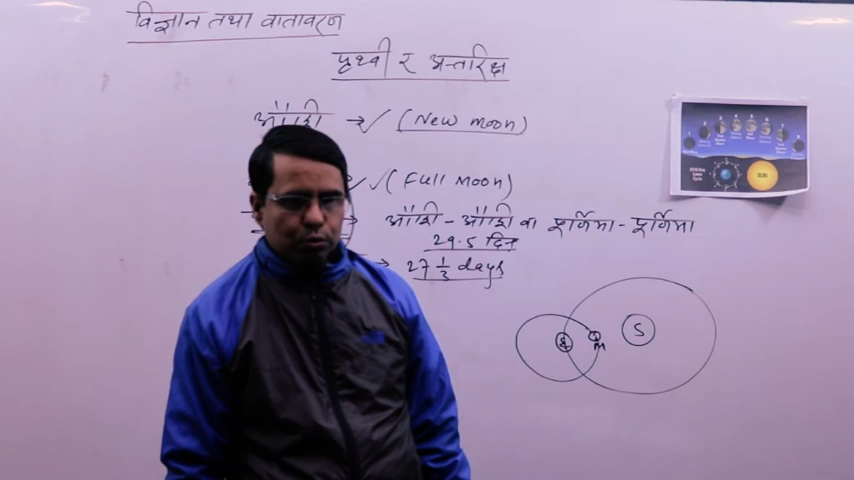 विज्ञान तथा वातावरण
पृथ्वी र अन्तरिक्ष
औंशी → ✓ (New moon)
✓ (Full Moon)
औंशी - औंशी वा पूर्णिमा - पूर्णिमा
29.5 दिन
→ 27 1/3 days
S
E
M